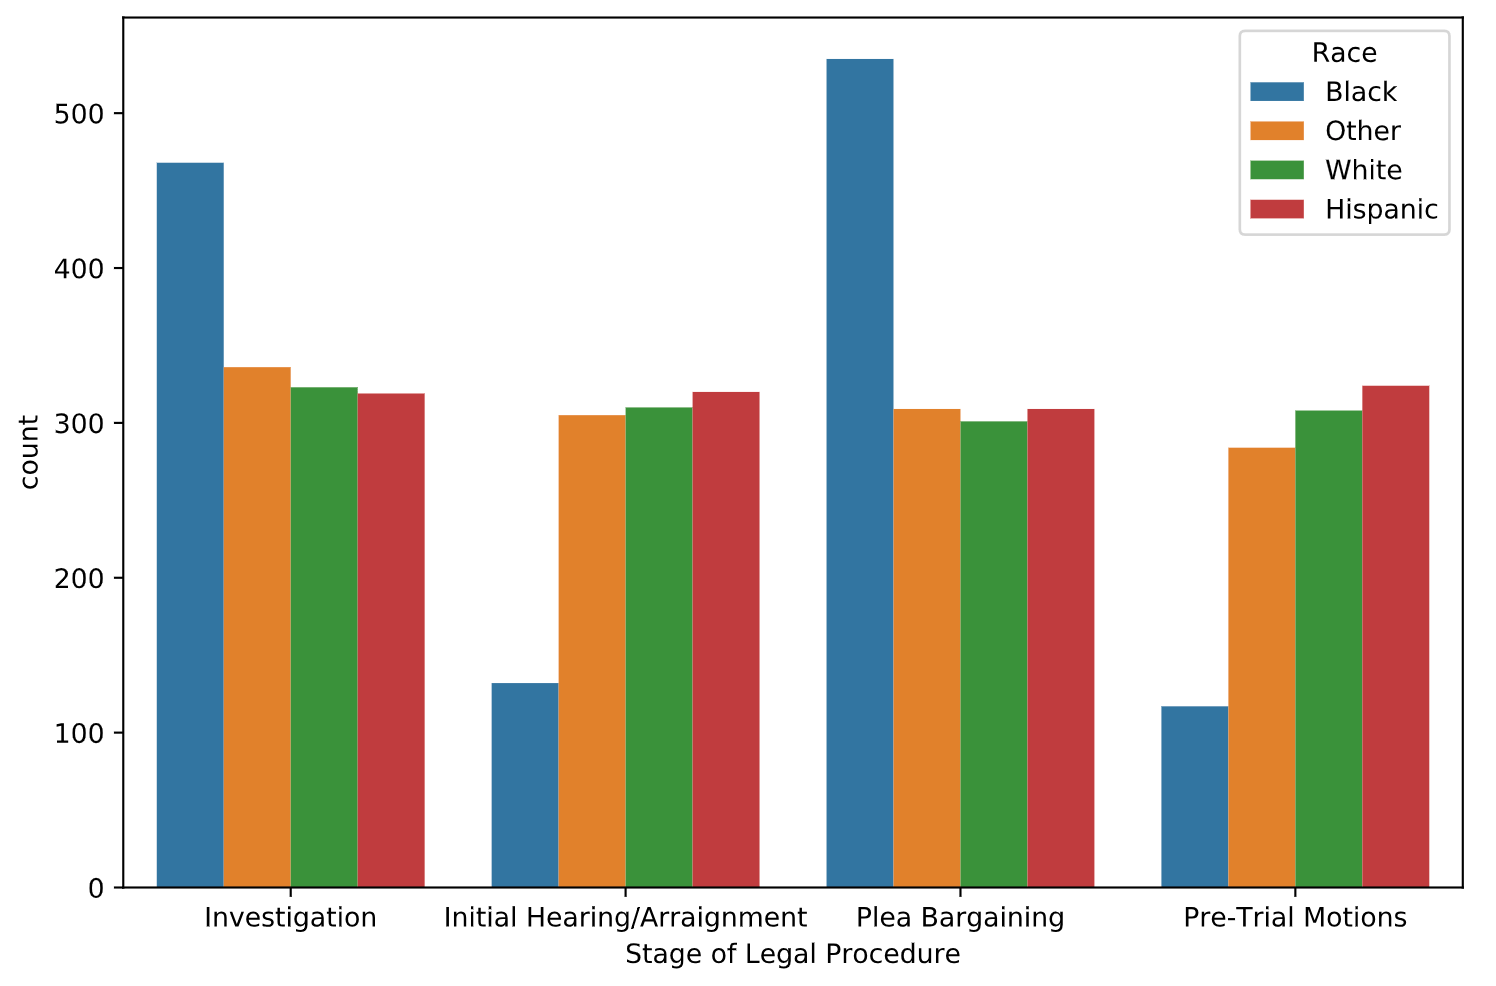 Race
Black
Other
White
Hispanic
500
400
300
200
100
0
count
Investigation
Initial Hearing/Arraignment
Plea Bargaining
Pre-Trial Motions
Stage of Legal Procedure